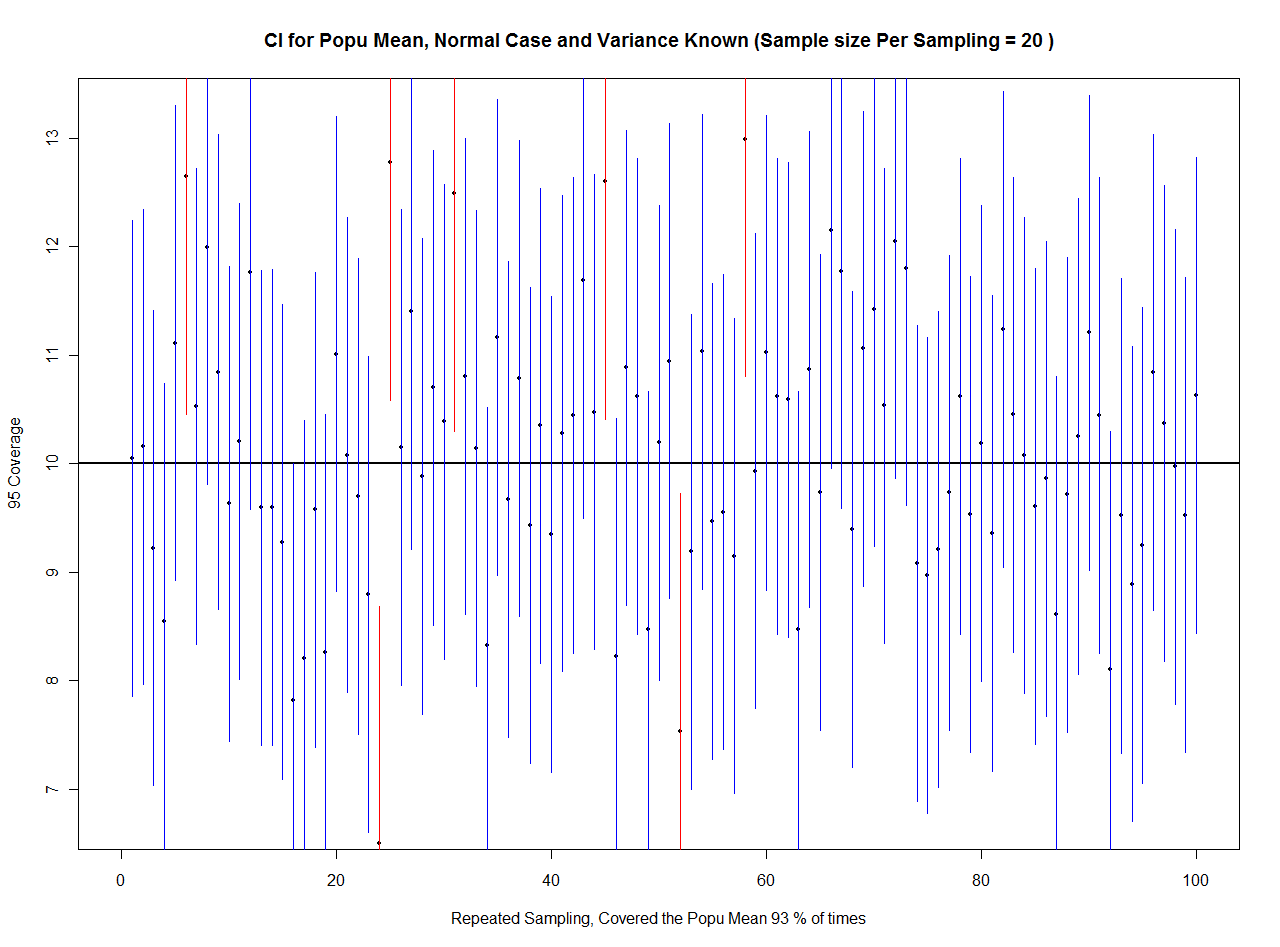 CI for Popu Mean, Normal Case and Variance Known (Sample size Per Sampling = 20 )
95 Coverage
13
12
11
10
9
8
7
0 20 40 60 80 100
Repeated Sampling, Covered the Popu Mean 93 % of times